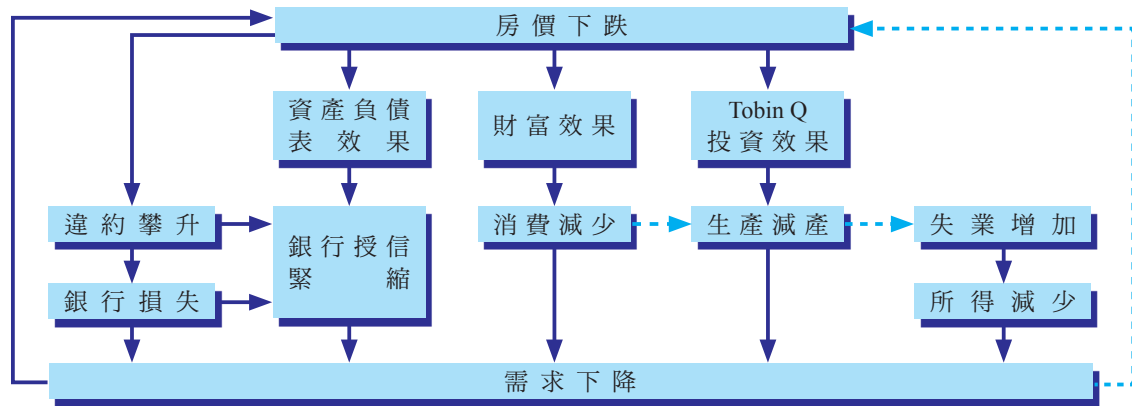 房價下跌
資產負債
表效果
財富效果
Tobin Q
投資效果
違約攀升
銀行授信
緊縮
消費減少
生產減產
失業增加
銀行損失
所得減少
需求下降